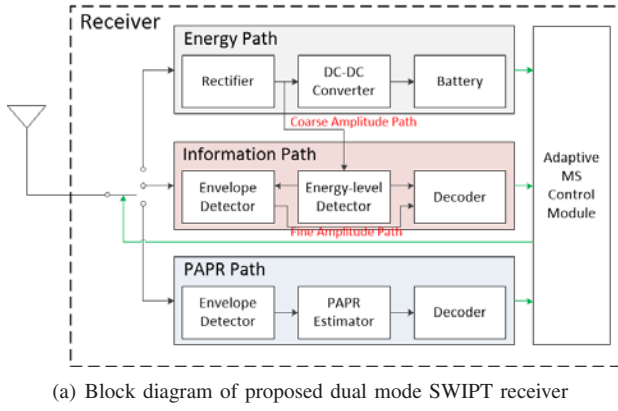 Receiver
Energy Path
Rectifier
DC-DC
Converter
Battery
Coarse Amplitude Path
Information Path
Envelope
Detector
Energy-level
Detector
Decoder
Fine Amplitude Path
PAPR Path
Envelope
Detector
PAPR
Estimator
Decoder
Adaptive
MS
Control
Module
(a) Block diagram of proposed dual mode SWIPT receiver